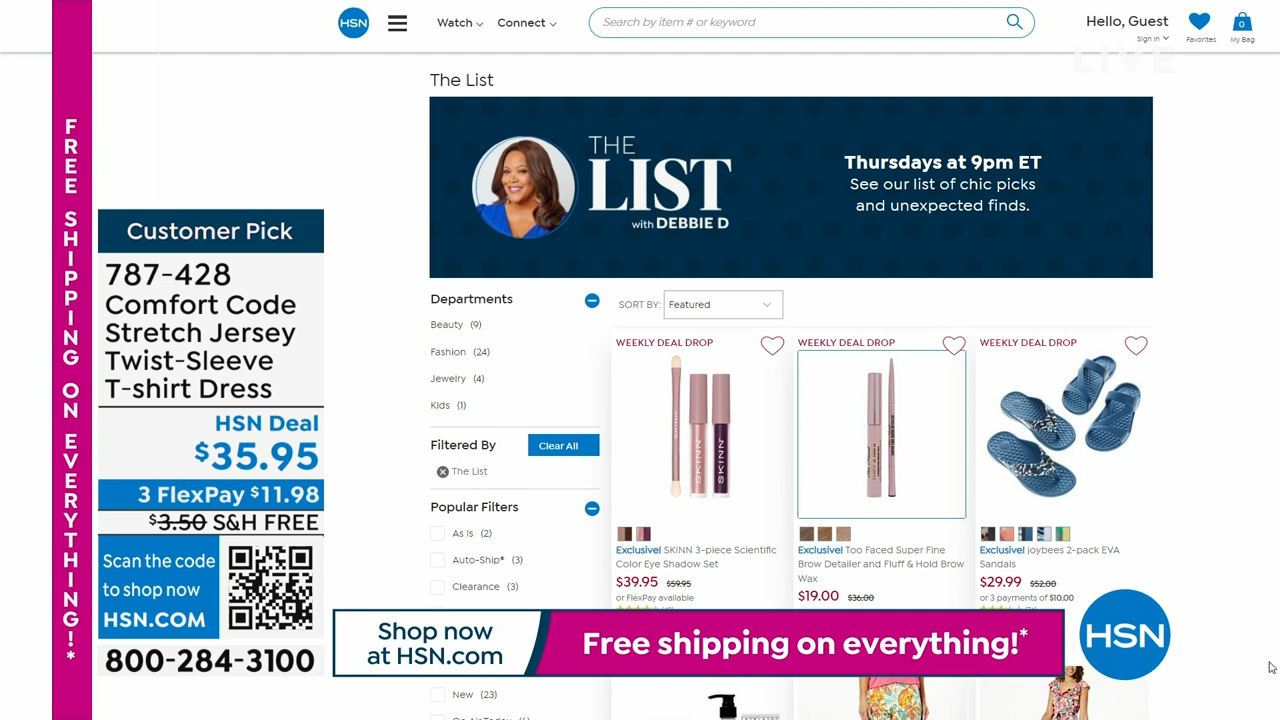 HSN
Watch
Connect
Search by item # or keyword
Hello, Guest
Sign In
Favorites
0
My Bag
LIVE
The List
THE
LIST
with DEBBIE D
Thursdays at 9pm ET
See our list of chic picks
and unexpected finds.
FREE SHIPPING ON EVERYTHING!*
Customer Pick
787-428
Comfort Code
Stretch Jersey
Twist-Sleeve
T-shirt Dress
HSN Deal
$35.95
3 FlexPay $11.98
$3.50 S&H FREE
Scan the code
to shop now
HSN.COM
800-284-3100
Departments
Beauty (9)
Fashion (24)
Jewelry (4)
Kids (1)
Filtered By
Clear All
The List
Popular Filters
As Is (2)
Auto-Ship® (3)
Clearance (3)
New (23)
SORT BY:
Featured
WEEKLY DEAL DROP
SKINN
SKINN
Exclusive! SKINN 3-piece Scientific
Color Eye Shadow Set
$39.95 $59.95
or FlexPay available
WEEKLY DEAL DROP
Exclusive! Too Faced Super Fine
Brow Detailer and Fluff & Hold Brow
Wax
$19.00 $36.00
WEEKLY DEAL DROP
Exclusive! joybees 2-pack EVA
Sandals
$29.99 $52.00
or 3 payments of $10.00
Shop now
at HSN.com
Free shipping on everything!*
HSN